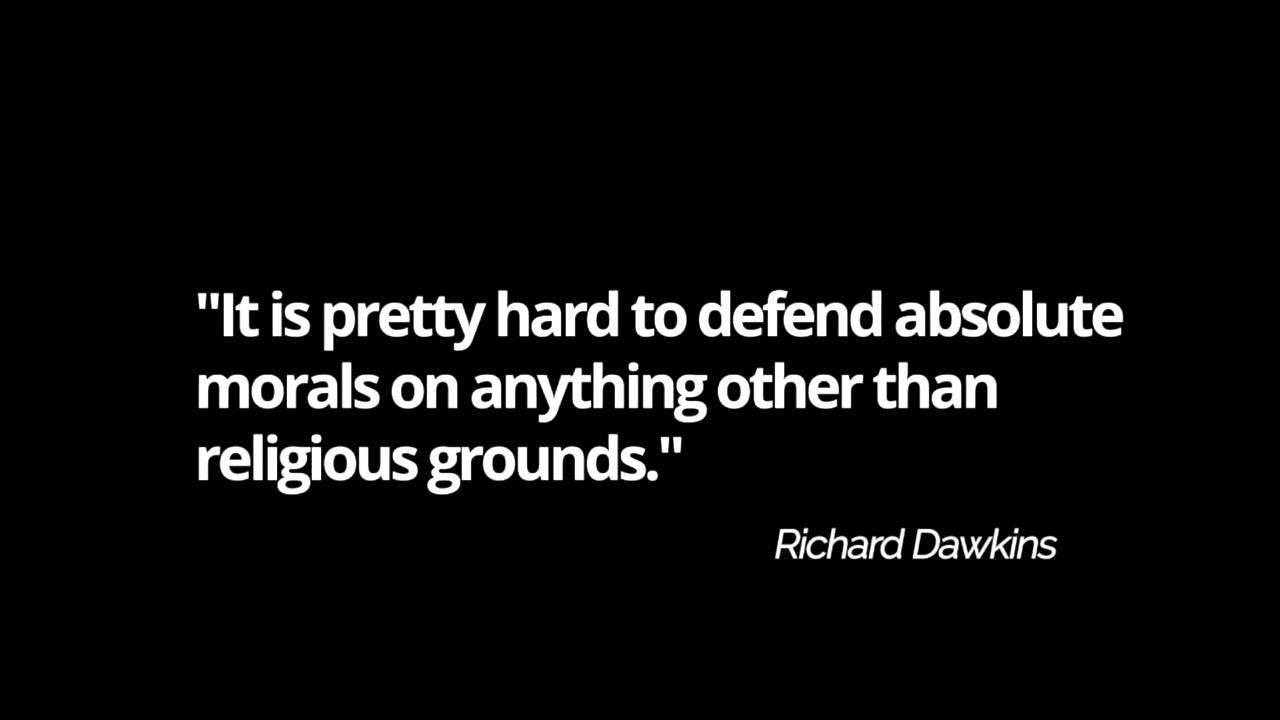 "It is pretty hard to defend absolute
morals on anything other than
religious grounds."
Richard Dawkins